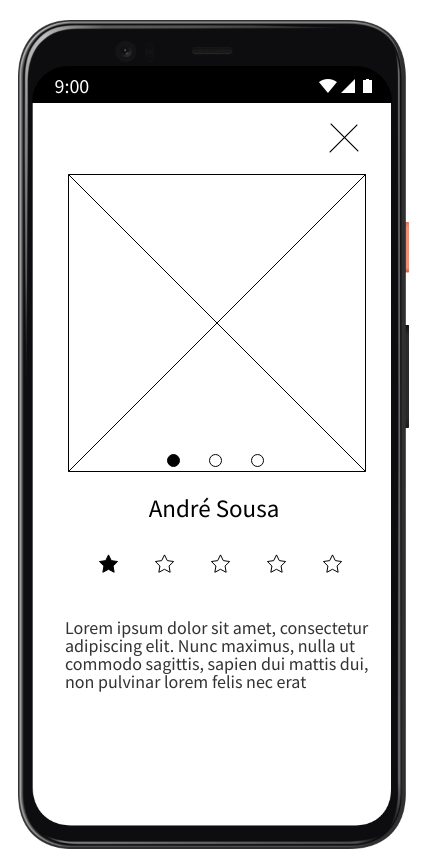 9:00
André Sousa
Lorem ipsum dolor sit amet, consectetur
adipiscing elit. Nunc maximus, nulla ut
commodo sagittis, sapien dui mattis dui,
non pulvinar lorem felis nec erat